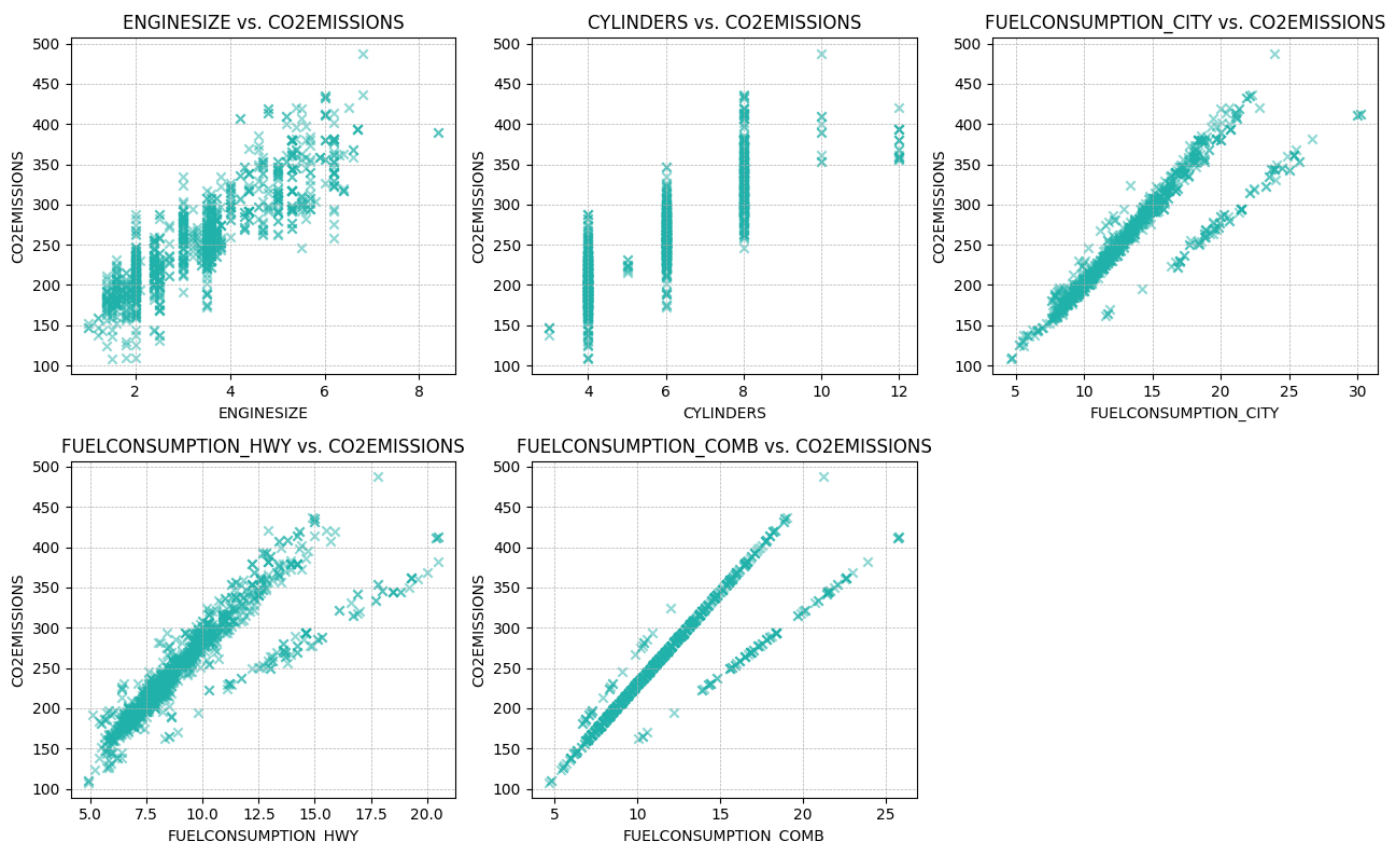 ENGINESIZE vs. CO2EMISSIONS
CO2EMISSIONS
500
450
400
350
300
250
200
150
100
2 4 6 8
ENGINESIZE
CYLINDERS vs. CO2EMISSIONS
CO2EMISSIONS
500
450
400
350
300
250
200
150
100
4 6 8 10 12
CYLINDERS
FUELCONSUMPTION_CITY vs. CO2EMISSIONS
CO2EMISSIONS
500
450
400
350
300
250
200
150
100
5 10 15 20 25 30
FUELCONSUMPTION_CITY
FUELCONSUMPTION_HWY vs. CO2EMISSIONS
CO2EMISSIONS
500
450
400
350
300
250
200
150
100
5.0 7.5 10.0 12.5 15.0 17.5 20.0
FUELCONSUMPTION_HWY
FUELCONSUMPTION_COMB vs. CO2EMISSIONS
CO2EMISSIONS
500
450
400
350
300
250
200
150
100
5 10 15 20 25
FUELCONSUMPTION_COMB